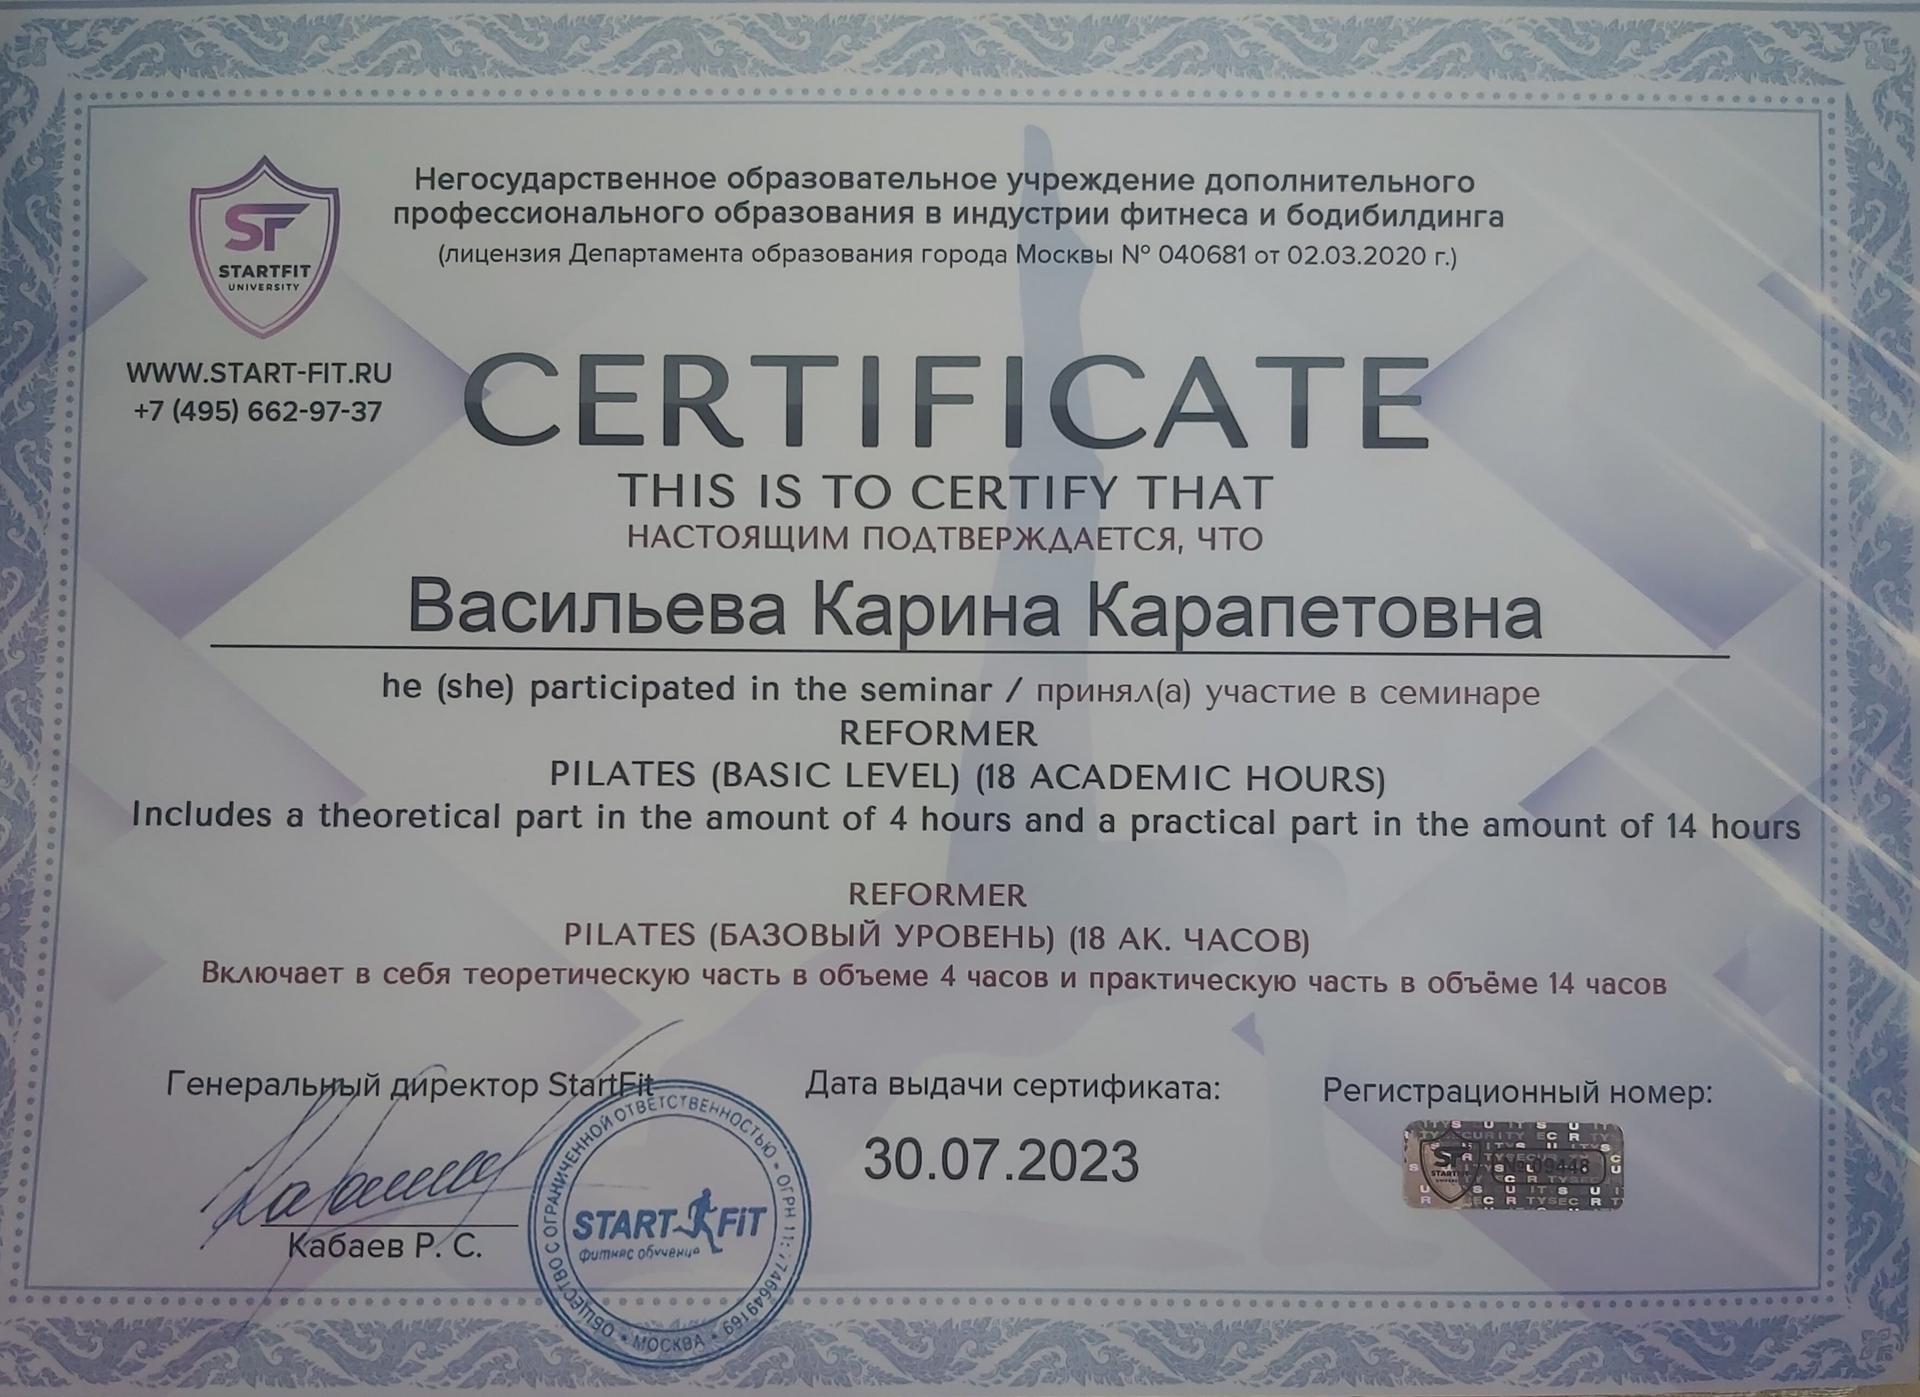 SF
STARTFIT
UNIVERSITY
WWW.START-FIT.RU
+7 (495) 662-97-37
Негосударственное образовательное учреждение дополнительного
профессионального образования в индустрии фитнеса и бодибилдинга
(лицензия Департамента образования города Москвы № 040681 от 02.03.2020 г.)
CERTIFICATE
THIS IS TO CERTIFY THAT
НАСТОЯЩИМ ПОДТВЕРЖДАЕТСЯ, ЧТО
Васильева Карина Карапетовна
he (she) participated in the seminar / принял(а) участие в семинаре
REFORMER
PILATES (BASIC LEVEL) (18 ACADEMIC HOURS)
Includes a theoretical part in the amount of 4 hours and a practical part in the amount of 14 hours
REFORMER
PILATES (БАЗОВЫЙ УРОВЕНЬ) (18 АК. ЧАСОВ)
Включает в себя теоретическую часть в объеме 4 часов и практическую часть в объёме 14 часов
Генеральный директор StartFit
Кабаев Р. С.
ОБЩЕСТВО С ОГРАНИЧЕННОЙ ОТВЕТСТВЕННОСТЬЮ • ОГРН
• МОСКВА •
START FiT
фитнес обучение
Дата выдачи сертификата:
30.07.2023
Регистрационный номер:
№ 09448